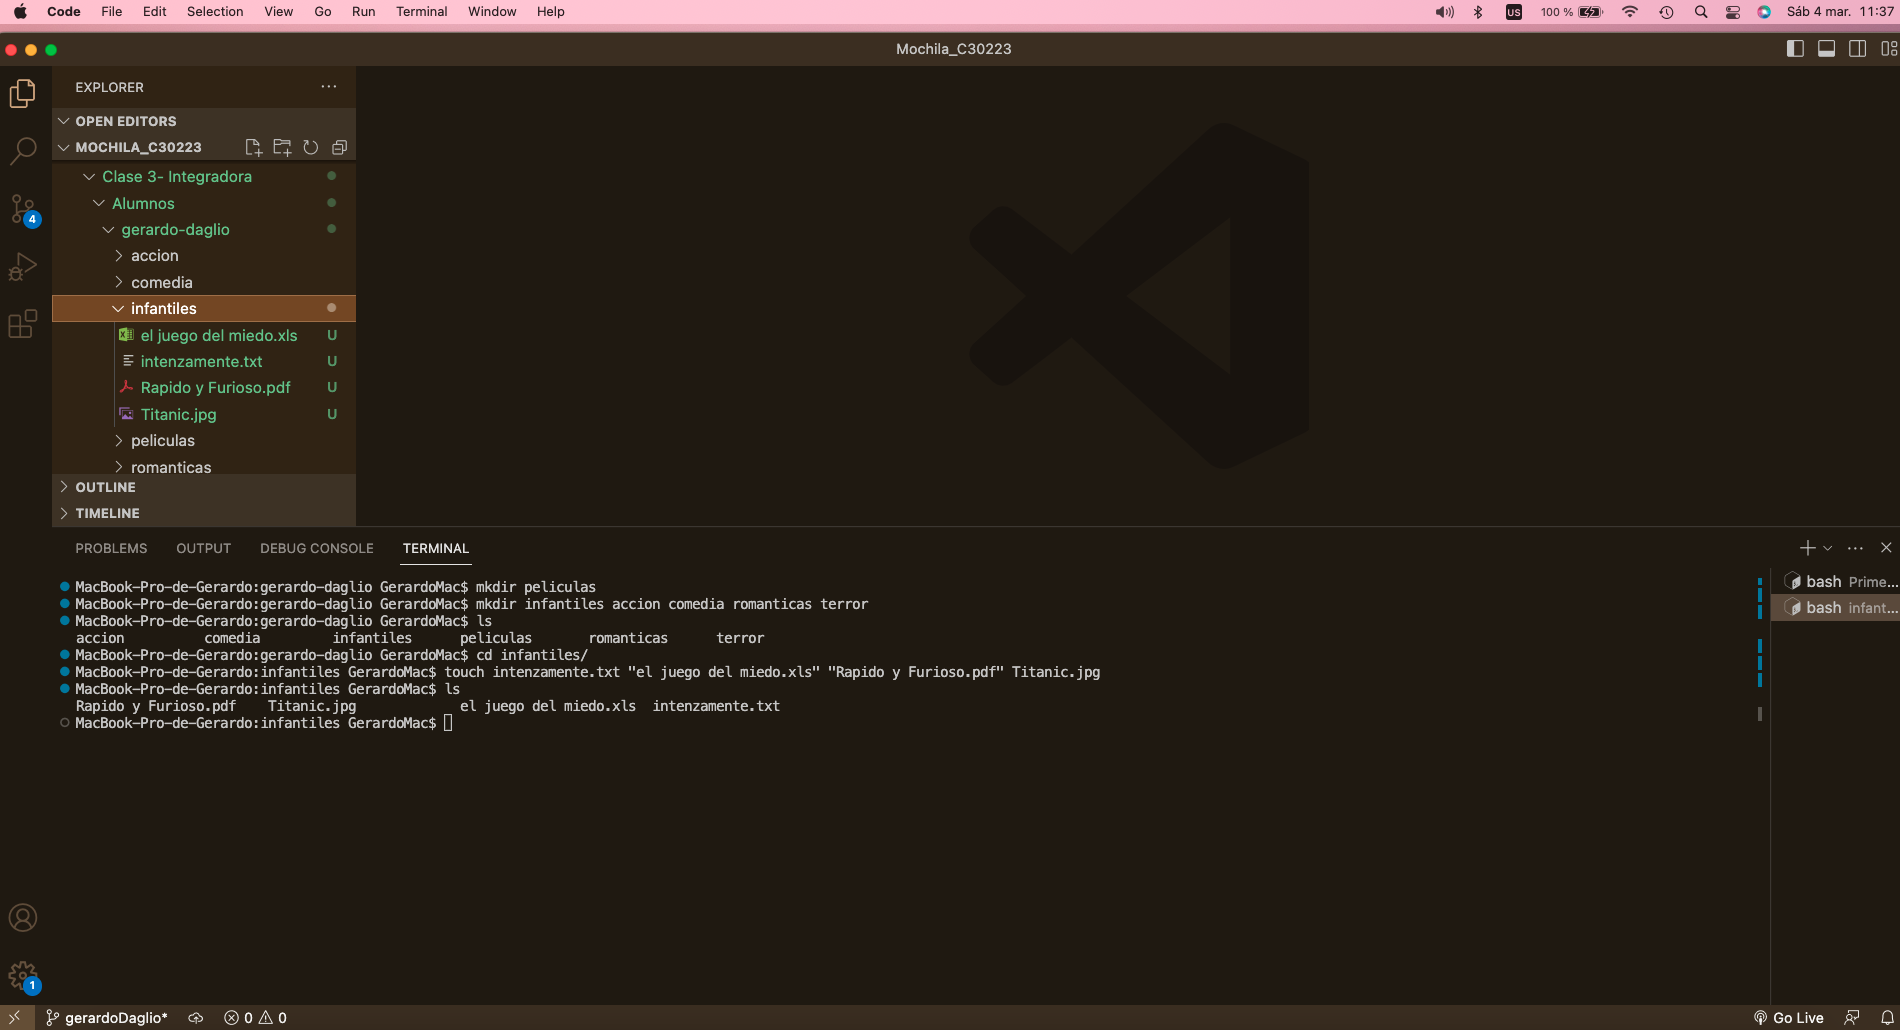 Code File Edit Selection View Go Run Terminal Window Help US 100 % Sáb 4 mar. 11:37
Mochila_C30223
EXPLORER
OPEN EDITORS
MOCHILA_C30223
Clase 3- Integradora
Alumnos
gerardo-daglio
accion
comedia
infantiles
el juego del miedo.xls U
intenzamente.txt U
Rapido y Furioso.pdf U
Titanic.jpg U
peliculas
romanticas
OUTLINE
TIMELINE
4
1
PROBLEMS OUTPUT DEBUG CONSOLE TERMINAL
MacBook-Pro-de-Gerardo:gerardo-daglio GerardoMac$ mkdir peliculas
MacBook-Pro-de-Gerardo:gerardo-daglio GerardoMac$ mkdir infantiles accion comedia romanticas terror
MacBook-Pro-de-Gerardo:gerardo-daglio GerardoMac$ ls
accion comedia infantiles peliculas romanticas terror
MacBook-Pro-de-Gerardo:gerardo-daglio GerardoMac$ cd infantiles/
MacBook-Pro-de-Gerardo:infantiles GerardoMac$ touch intenzamente.txt "el juego del miedo.xls" "Rapido y Furioso.pdf" Titanic.jpg
MacBook-Pro-de-Gerardo:infantiles GerardoMac$ ls
Rapido y Furioso.pdf Titanic.jpg el juego del miedo.xls intenzamente.txt
MacBook-Pro-de-Gerardo:infantiles GerardoMac$
bash Prime...
bash infant...
gerardoDaglio* 0 0 Go Live